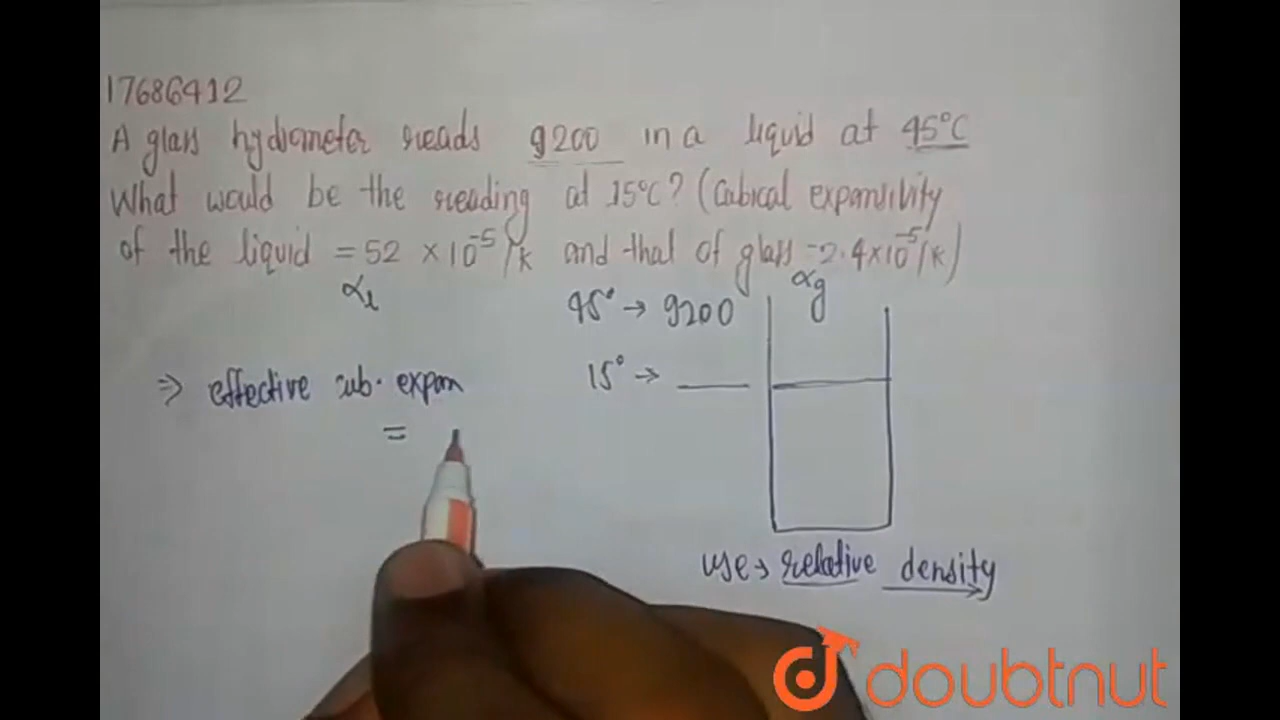 17686412
A glass hydrometer reads 9200 in a liquid at 45°C
What would be the reading at 15°C? (Cubical expansivity
of the liquid = 52 × 10⁻⁵/K and that of glass = 2.4×10⁻⁵/K)
αₗ
αg
45° → 9200
15° → ___
⇒ effective cub. expan
=
use → relative density
doubtnut